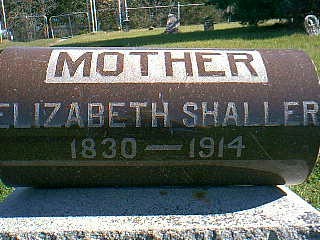 MOTHER
ELIZABETH SHALLER
1830 — 1914